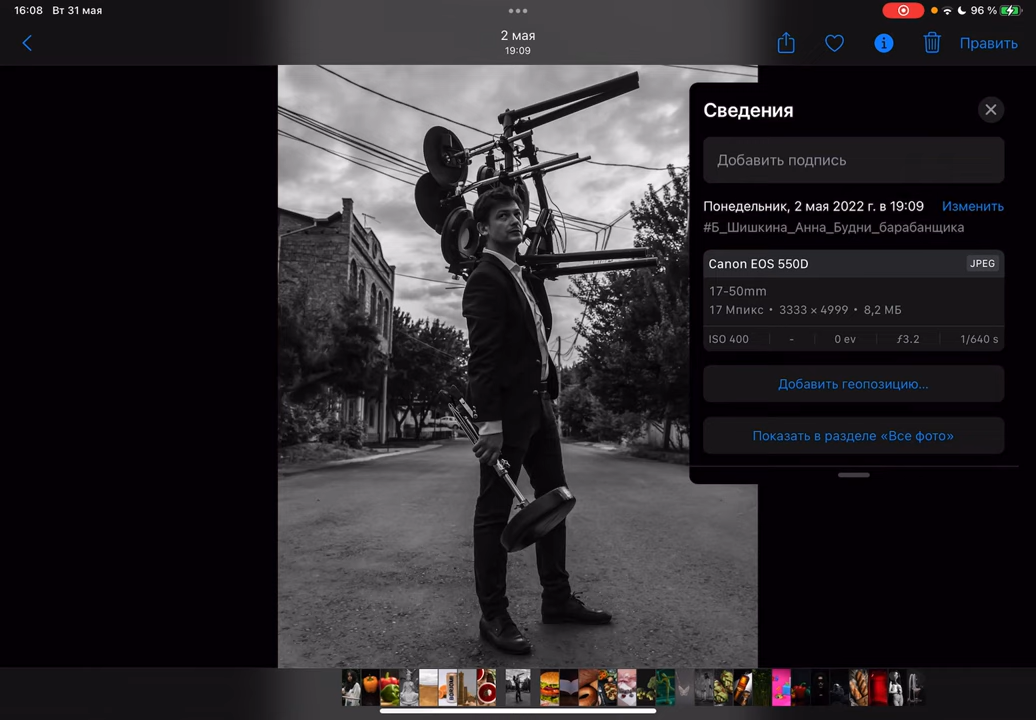 16:08 Вт 31 мая
96 %
2 мая
19:09
Править
Сведения
Добавить подпись
Понедельник, 2 мая 2022 г. в 19:09 Изменить
#Б_Шишкина_Анна_Будни_барабанщика
Canon EOS 550D JPEG
17-50mm
17 Мпикс • 3333 × 4999 • 8,2 МБ
ISO 400 - 0 ev ƒ3.2 1/640 s
Добавить геопозицию...
Показать в разделе «Все фото»